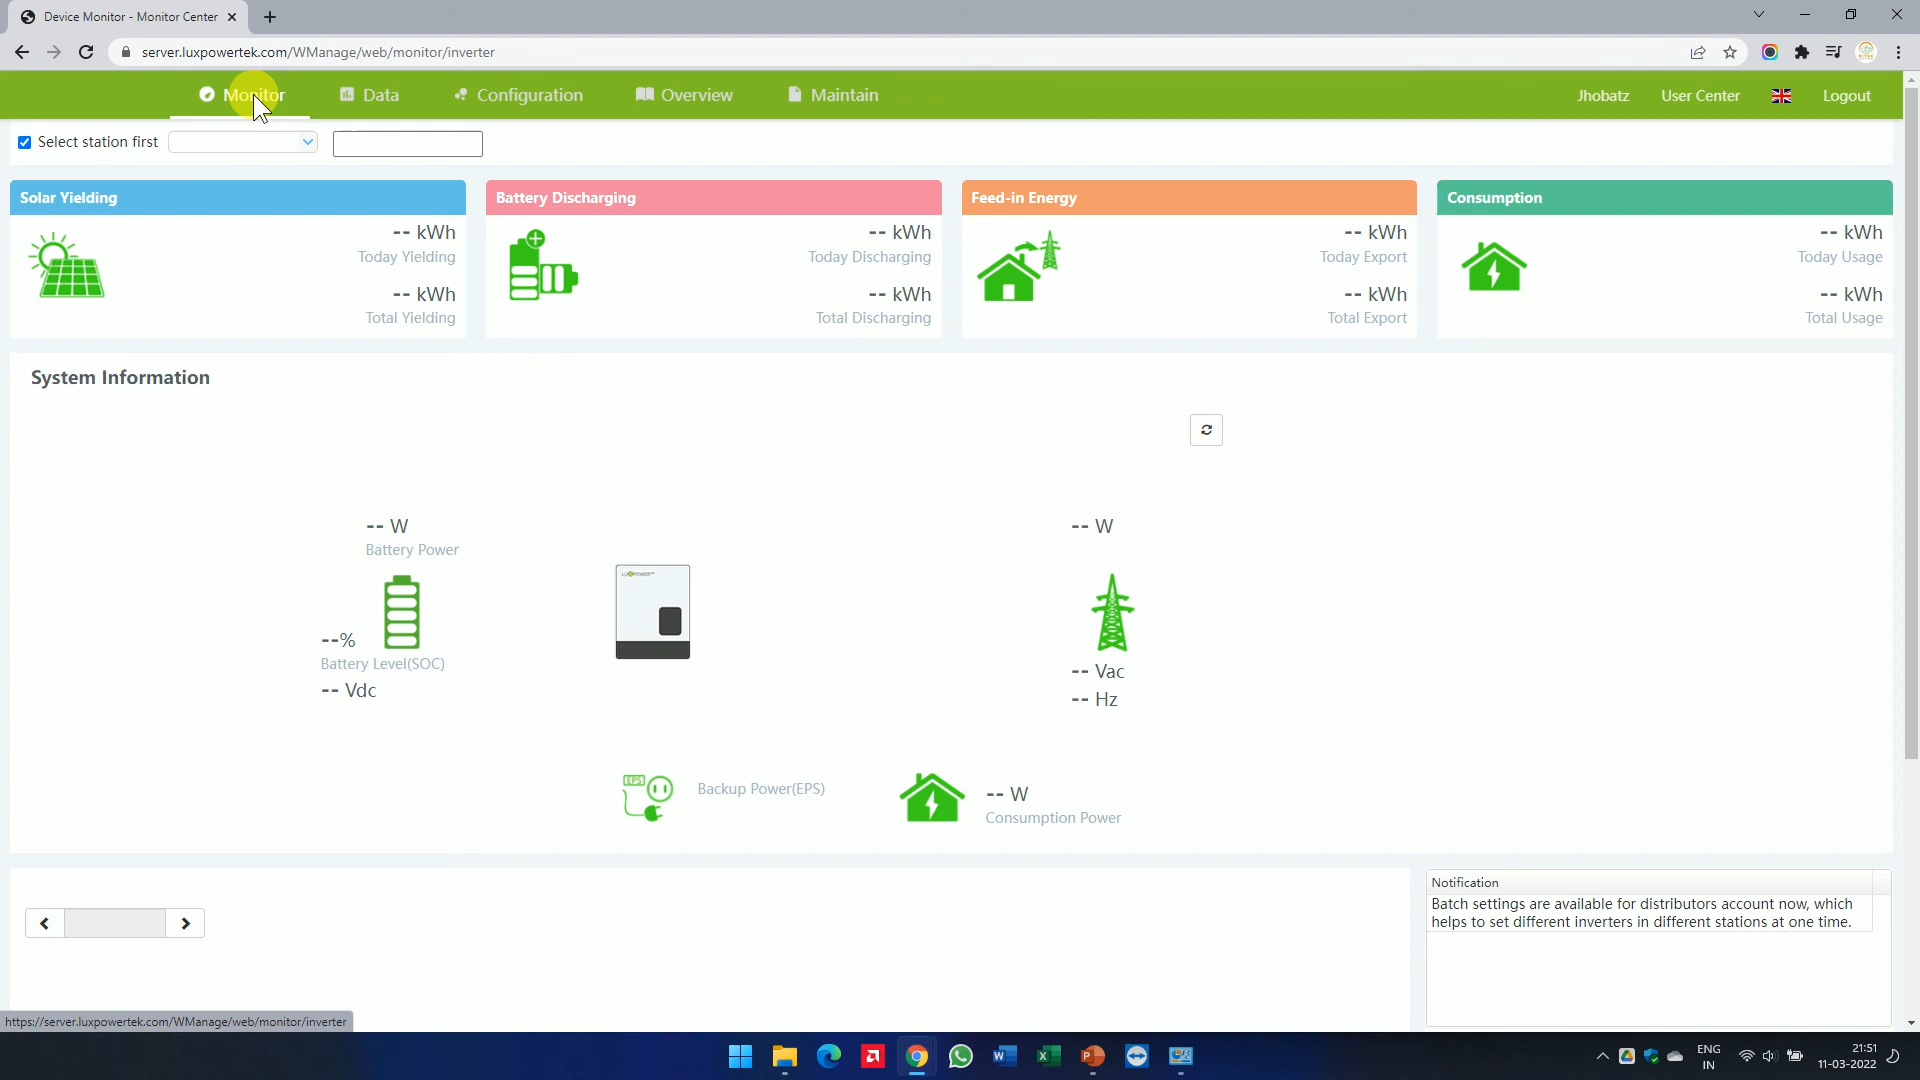 Device Monitor - Monitor Center
server.luxpowertek.com/WManage/web/monitor/inverter
Monitor
Data
Configuration
Overview
Maintain
Jhobatz
User Center
Logout
Select station first
Solar Yielding
-- kWh
Today Yielding
-- kWh
Total Yielding
Battery Discharging
-- kWh
Today Discharging
-- kWh
Total Discharging
Feed-in Energy
-- kWh
Today Export
-- kWh
Total Export
Consumption
-- kWh
Today Usage
-- kWh
Total Usage
System Information
-- W
Battery Power
--%
Battery Level(SOC)
-- Vdc
LUXPOWER
-- W
-- Vac
-- Hz
EPS
Backup Power(EPS)
-- W
Consumption Power
Notification
Batch settings are available for distributors account now, which
helps to set different inverters in different stations at one time.
https://server.luxpowertek.com/WManage/web/monitor/inverter
ENG
IN
21:51
11-03-2022